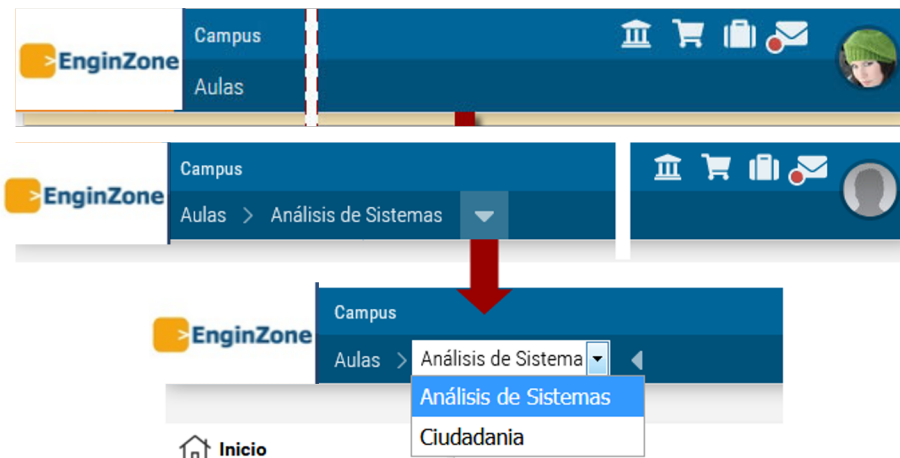 EnginZone
Campus
Aulas
EnginZone
Campus
Aulas > Análisis de Sistemas
EnginZone
Campus
Aulas > Análisis de Sistema
Análisis de Sistemas
Ciudadania
Inicio